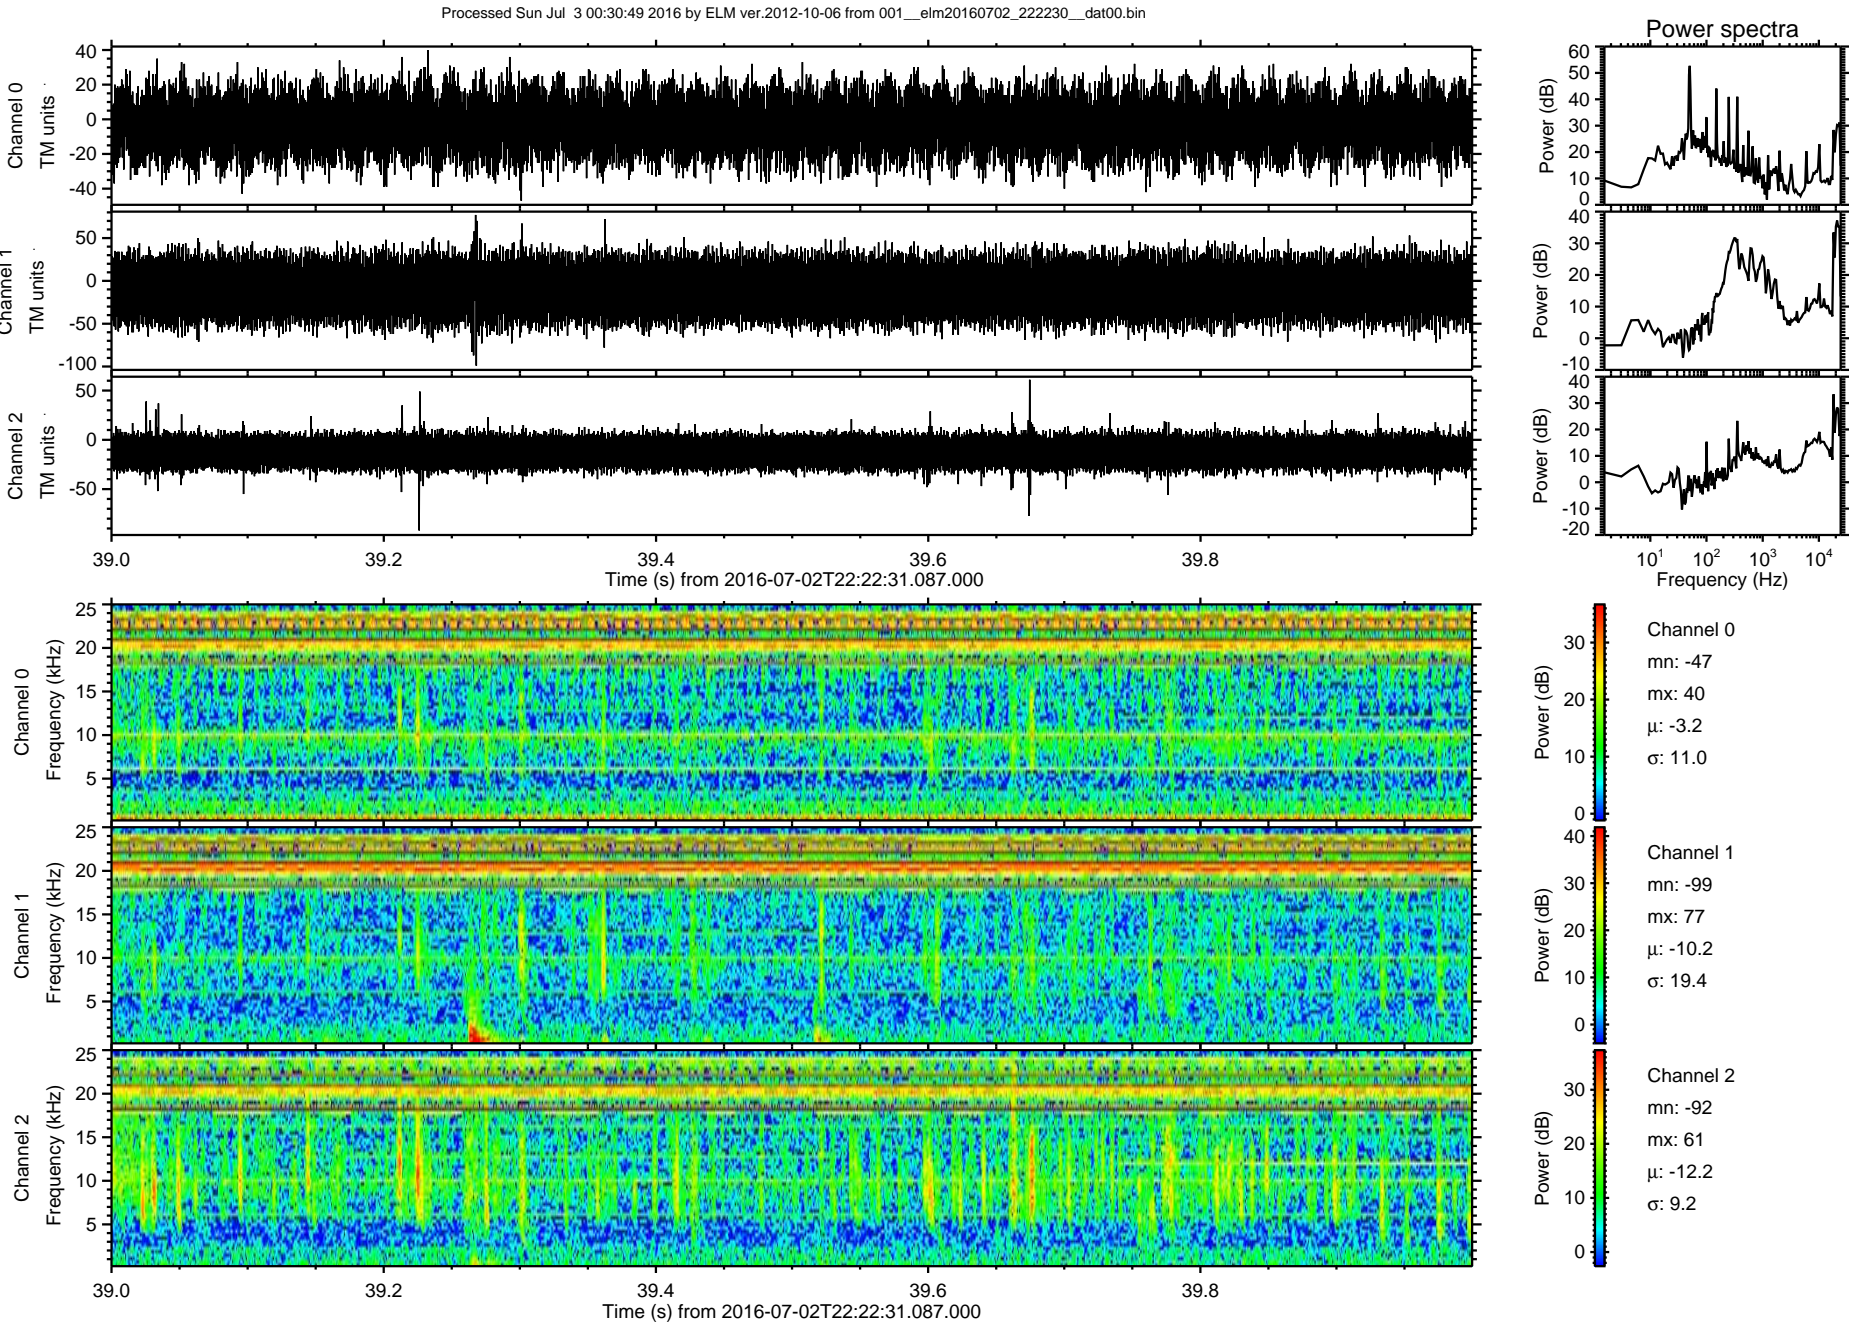 Processed Sun Jul  3 00:30:49 2016 by ELM ver.2012-10-06 from 001__elm20160702_222230__dat00.bin
Power spectra
Channel 0
TM units
40
20
0
-20
-40
Power (dB)
60
50
40
30
20
10
0
Channel 1
TM units
50
0
-50
-100
Power (dB)
40
30
20
10
0
-10
Channel 2
TM units
50
0
-50
Power (dB)
40
30
20
10
0
-10
-20
39.0 39.2 39.4 39.6 39.8
Time (s) from 2016-07-02T22:22:31.087.000
10¹ 10² 10³ 10⁴
Frequency (Hz)
Channel 0
Frequency (kHz)
25
20
15
10
5
Power (dB)
30
20
10
0
Channel 0
mn: -47
mx: 40
μ: -3.2
σ: 11.0
Channel 1
Frequency (kHz)
25
20
15
10
5
Power (dB)
40
30
20
10
0
Channel 1
mn: -99
mx: 77
μ: -10.2
σ: 19.4
Channel 2
Frequency (kHz)
25
20
15
10
5
Power (dB)
30
20
10
0
Channel 2
mn: -92
mx: 61
μ: -12.2
σ: 9.2
39.0 39.2 39.4 39.6 39.8
Time (s) from 2016-07-02T22:22:31.087.000